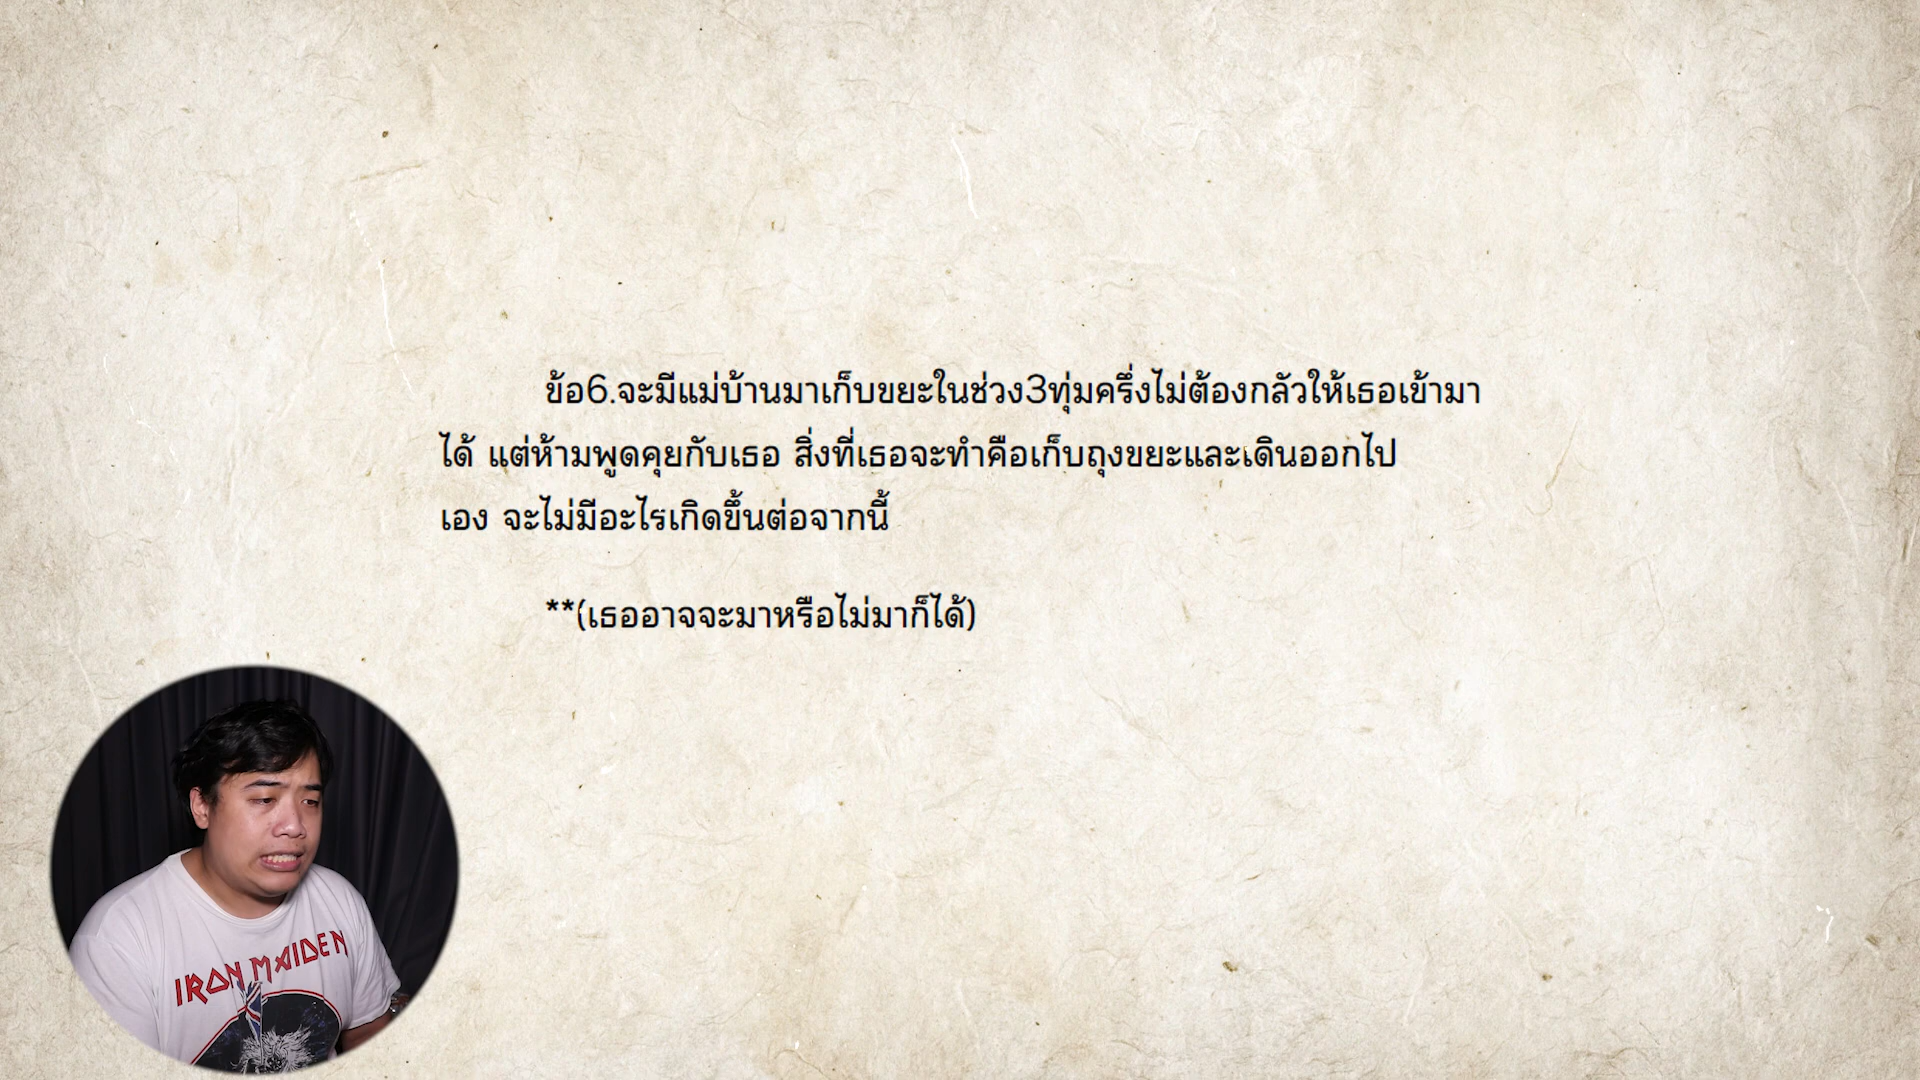 ข้อ6.จะมีแม่บ้านมาเก็บขยะในช่วง3ทุ่มครึ่งไม่ต้องกลัวให้เธอเข้ามา
ได้ แต่ห้ามพูดคุยกับเธอ สิ่งที่เธอจะทำคือเก็บถุงขยะและเดินออกไป
เอง จะไม่มีอะไรเกิดขึ้นต่อจากนี้
**(เธออาจจะมาหรือไม่มาก็ได้)
IRON MAIDEN